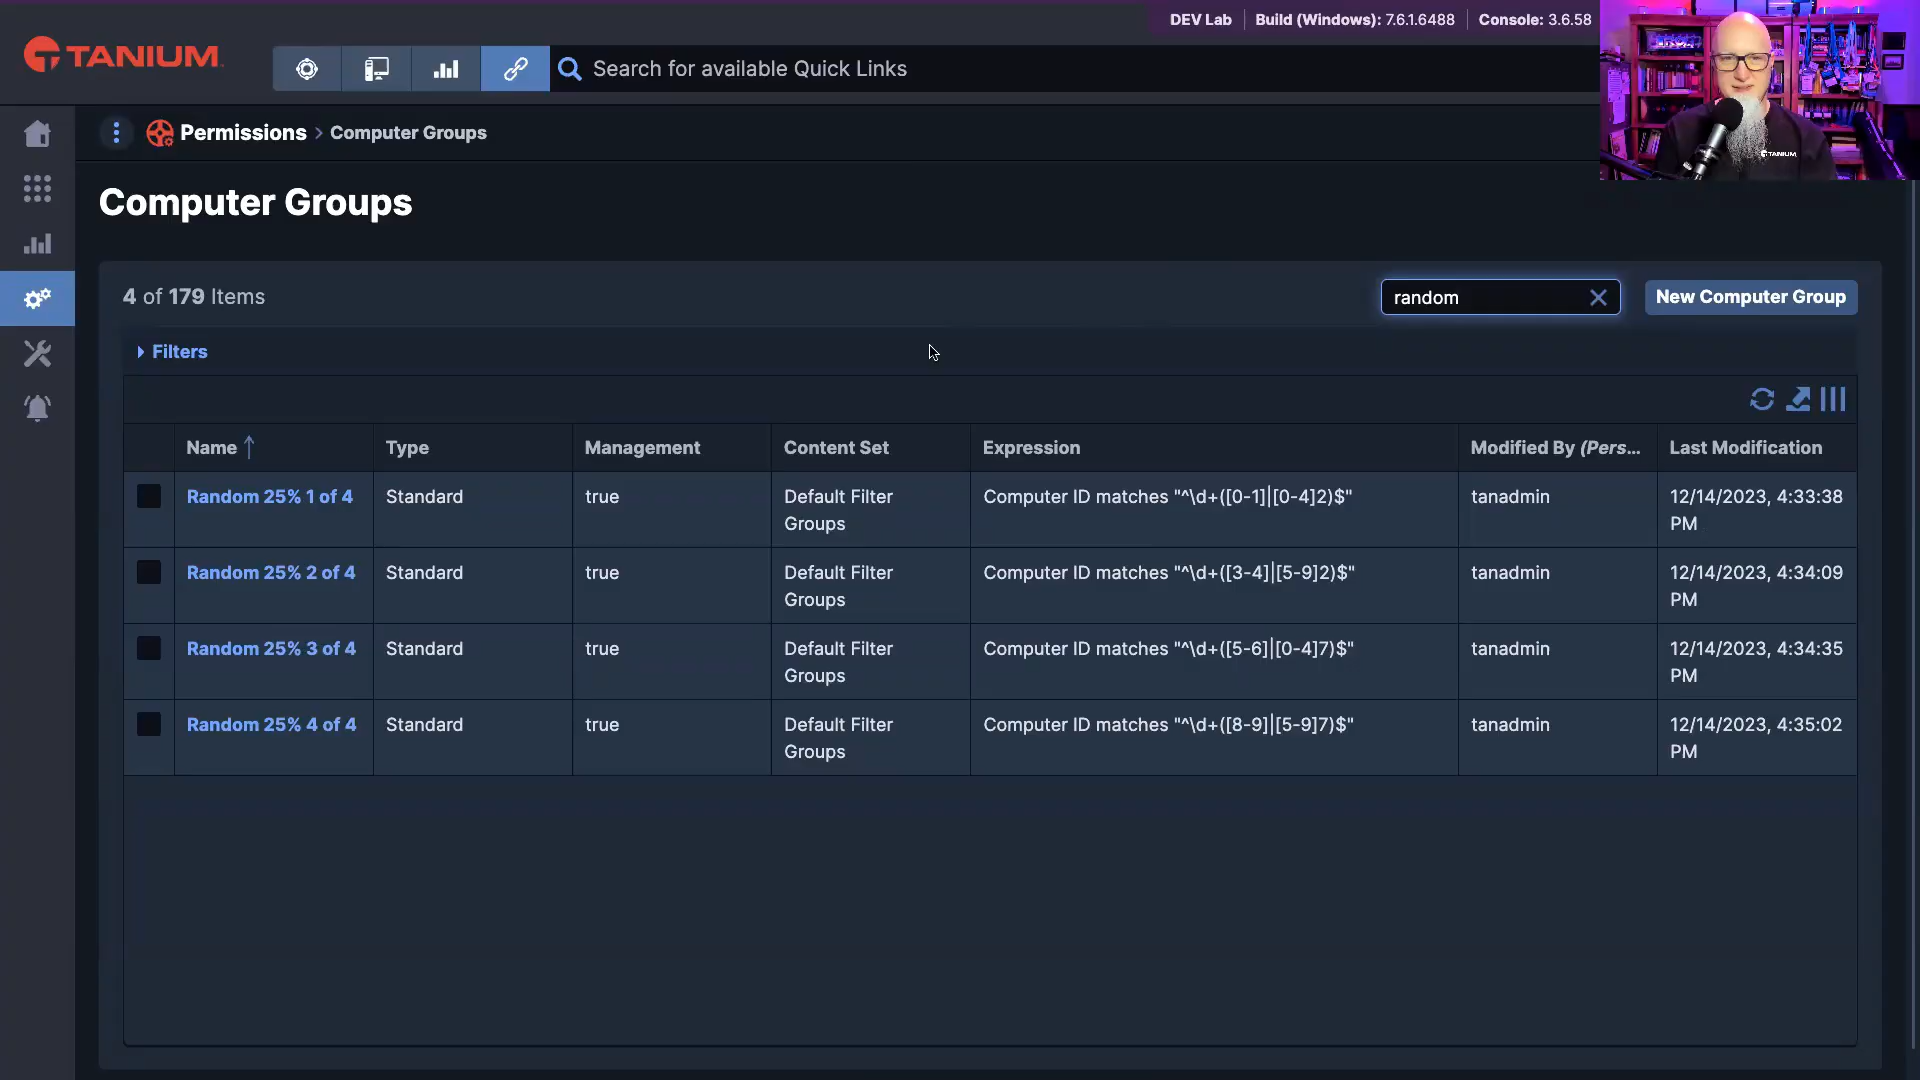 DEV Lab
Build (Windows): 7.6.1.6488
Console: 3.6.58
TANIUM
Search for available Quick Links
Permissions > Computer Groups
TANIUM
Computer Groups
4 of 179 Items
random
New Computer Group
Filters
Name ↑ Type Management Content Set Expression Modified By (Pers... Last Modification
Random 25% 1 of 4 Standard true Default Filter Computer ID matches "^\d+([0-1]|[0-4]2)$" tanadmin 12/14/2023, 4:33:38
Groups PM
Random 25% 2 of 4 Standard true Default Filter Computer ID matches "^\d+([3-4]|[5-9]2)$" tanadmin 12/14/2023, 4:34:09
Groups PM
Random 25% 3 of 4 Standard true Default Filter Computer ID matches "^\d+([5-6]|[0-4]7)$" tanadmin 12/14/2023, 4:34:35
Groups PM
Random 25% 4 of 4 Standard true Default Filter Computer ID matches "^\d+([8-9]|[5-9]7)$" tanadmin 12/14/2023, 4:35:02
Groups PM